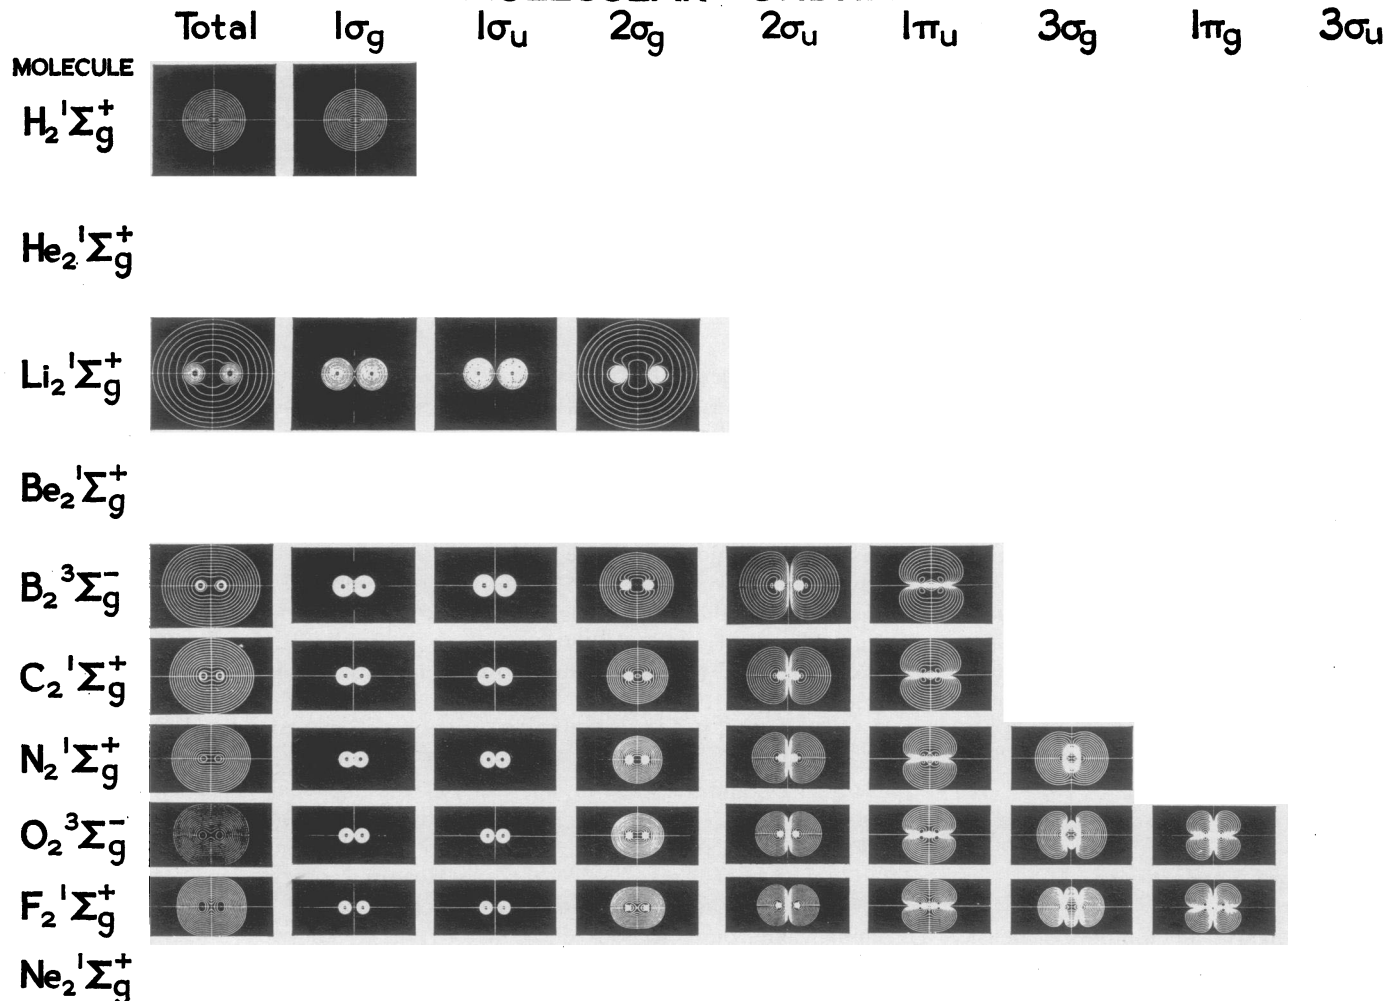 Total 1σg 1σu 2σg 2σu 1πu 3σg 1πg 3σu
MOLECULE
H₂ ¹Σg⁺
He₂ ¹Σg⁺
Li₂ ¹Σg⁺
Be₂ ¹Σg⁺
B₂ ³Σg⁻
C₂ ¹Σg⁺
N₂ ¹Σg⁺
O₂ ³Σg⁻
F₂ ¹Σg⁺
Ne₂ ¹Σg⁺